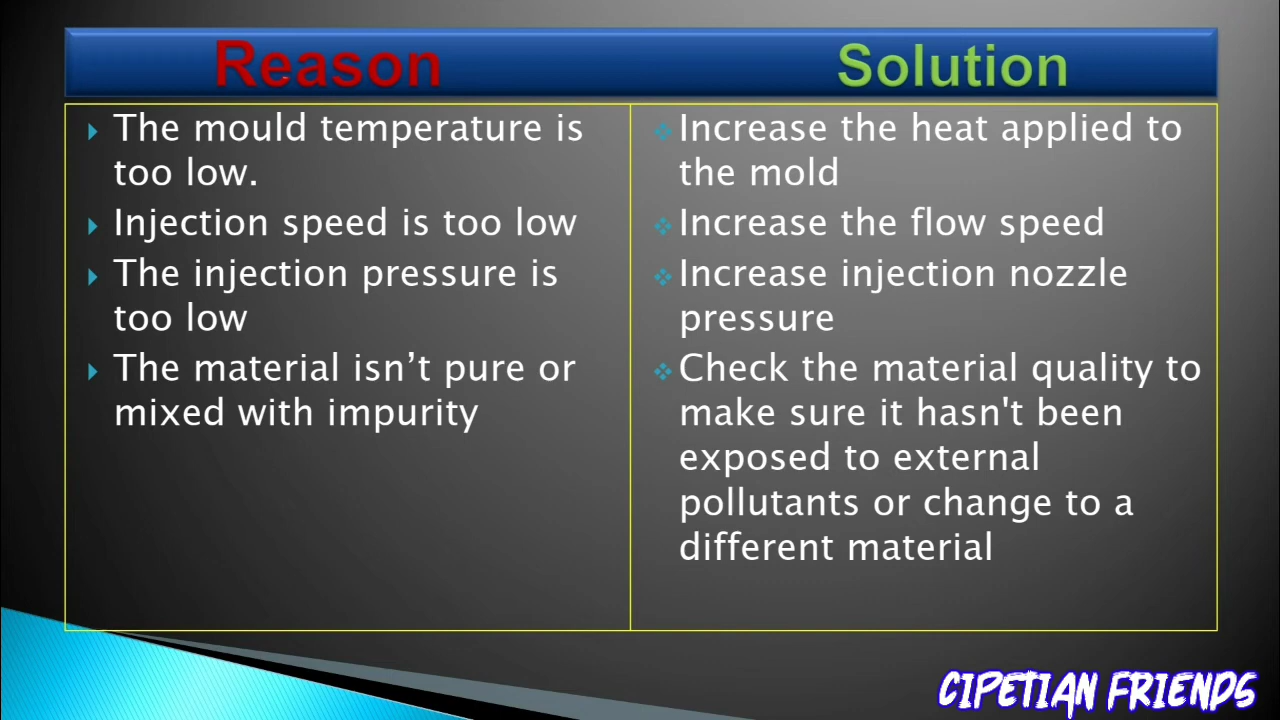 Reason
Solution
The mould temperature is
too low.
Injection speed is too low
The injection pressure is
too low
The material isn’t pure or
mixed with impurity
Increase the heat applied to
the mold
Increase the flow speed
Increase injection nozzle
pressure
Check the material quality to
make sure it hasn't been
exposed to external
pollutants or change to a
different material
CIPETIAN FRIENDS